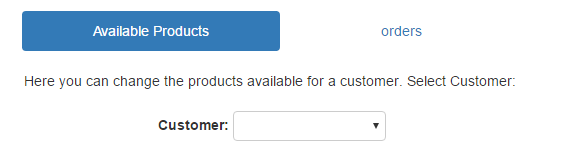 Available Products orders
Here you can change the products available for a customer. Select Customer:
Customer: